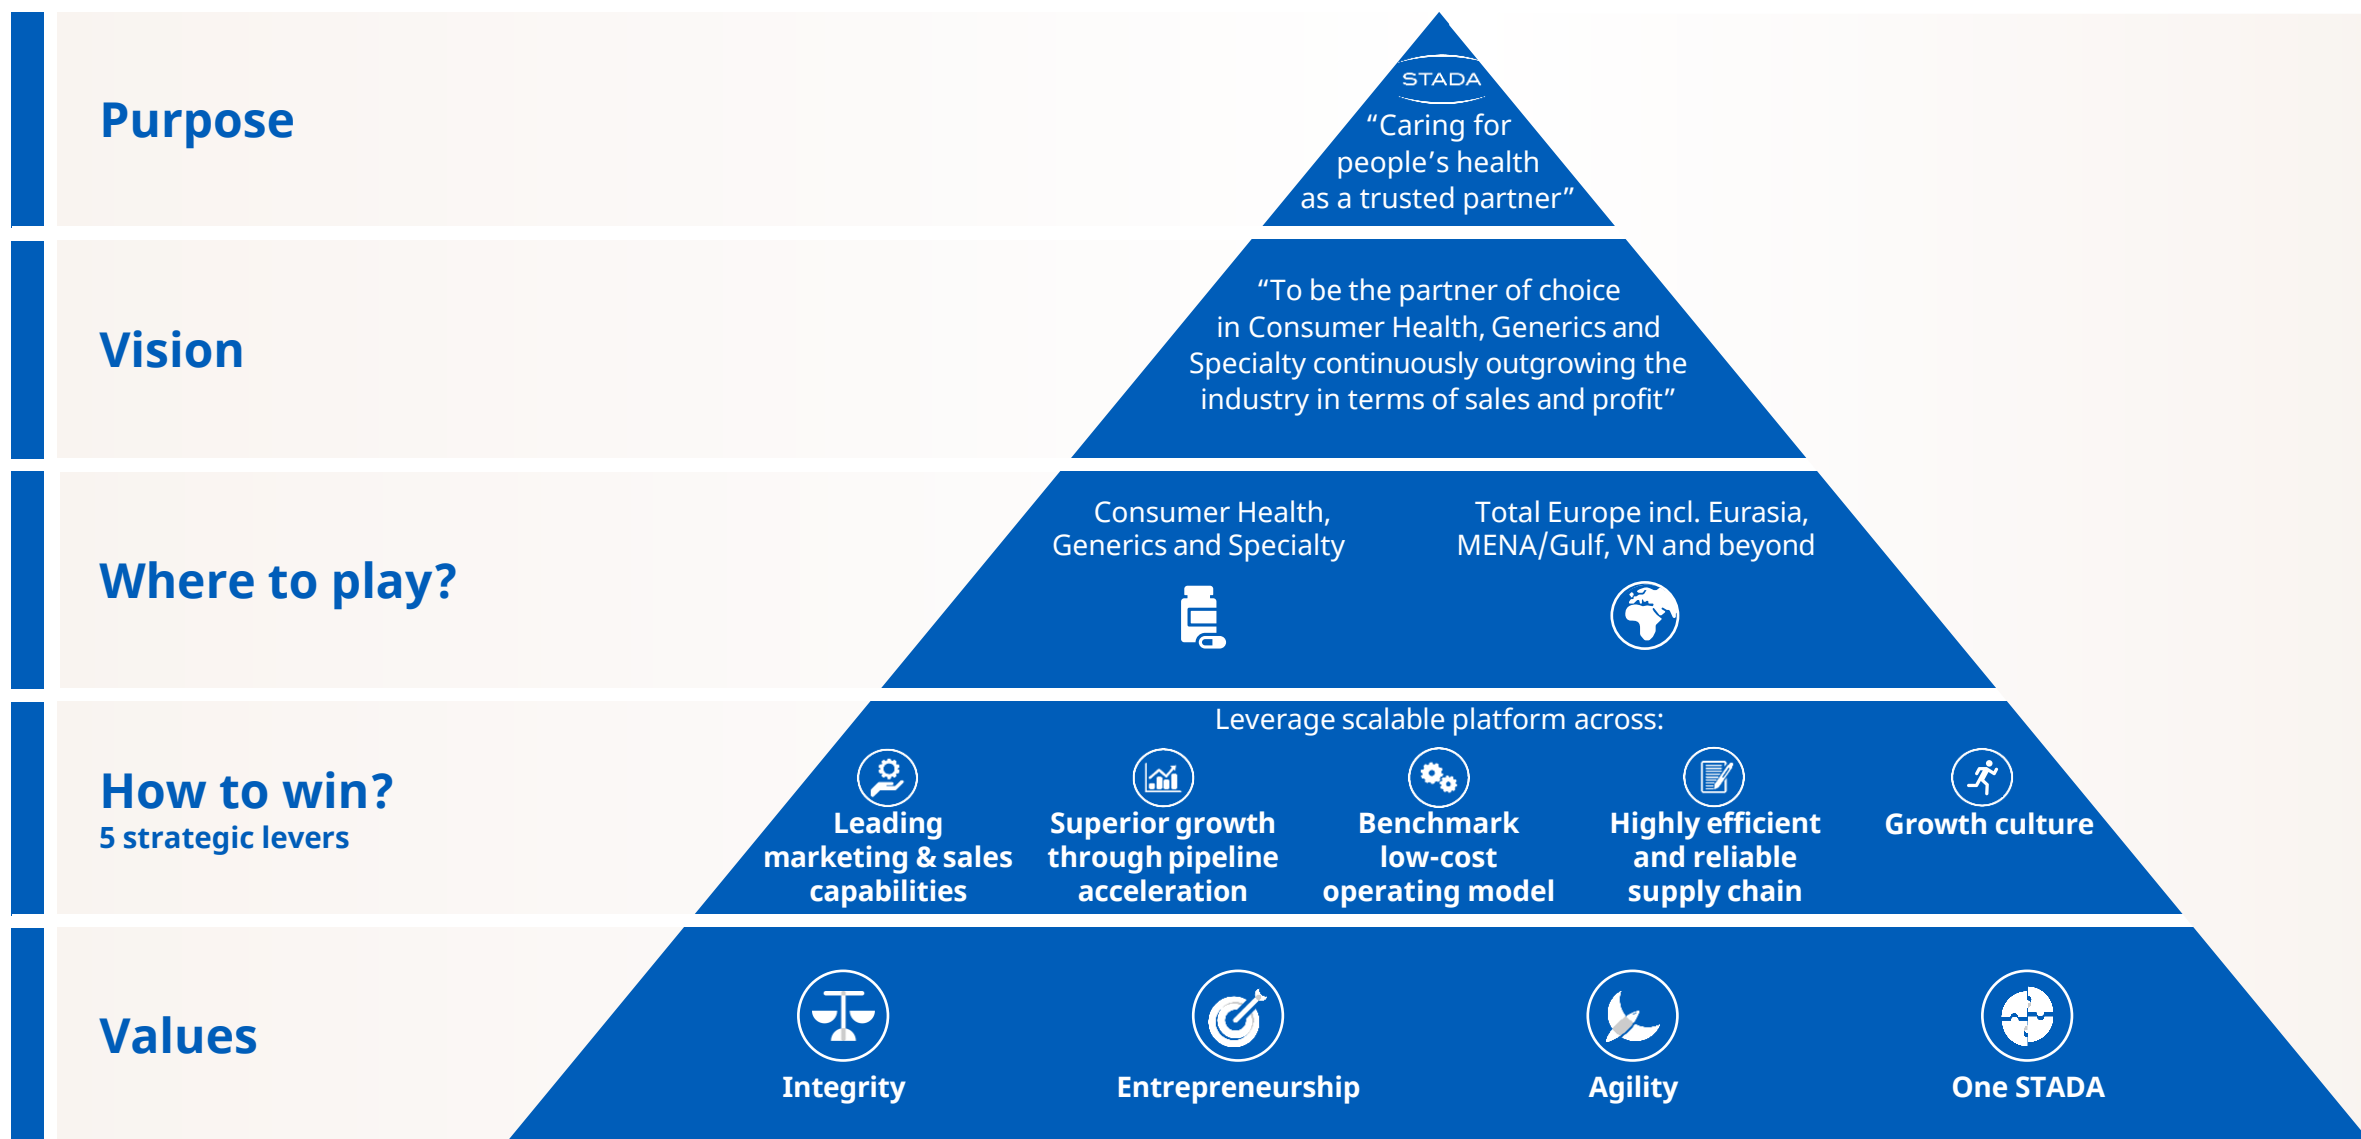 Purpose
STADA
“Caring for
people’s health
as a trusted partner”
Vision
“To be the partner of choice
in Consumer Health, Generics and
Specialty continuously outgrowing the
industry in terms of sales and profit”
Where to play?
Consumer Health,
Generics and Specialty
Total Europe incl. Eurasia,
MENA/Gulf, VN and beyond
How to win?
5 strategic levers
Leverage scalable platform across:
Leading
marketing & sales
capabilities
Superior growth
through pipeline
acceleration
Benchmark
low-cost
operating model
Highly efficient
and reliable
supply chain
Growth culture
Values
Integrity
Entrepreneurship
Agility
One STADA